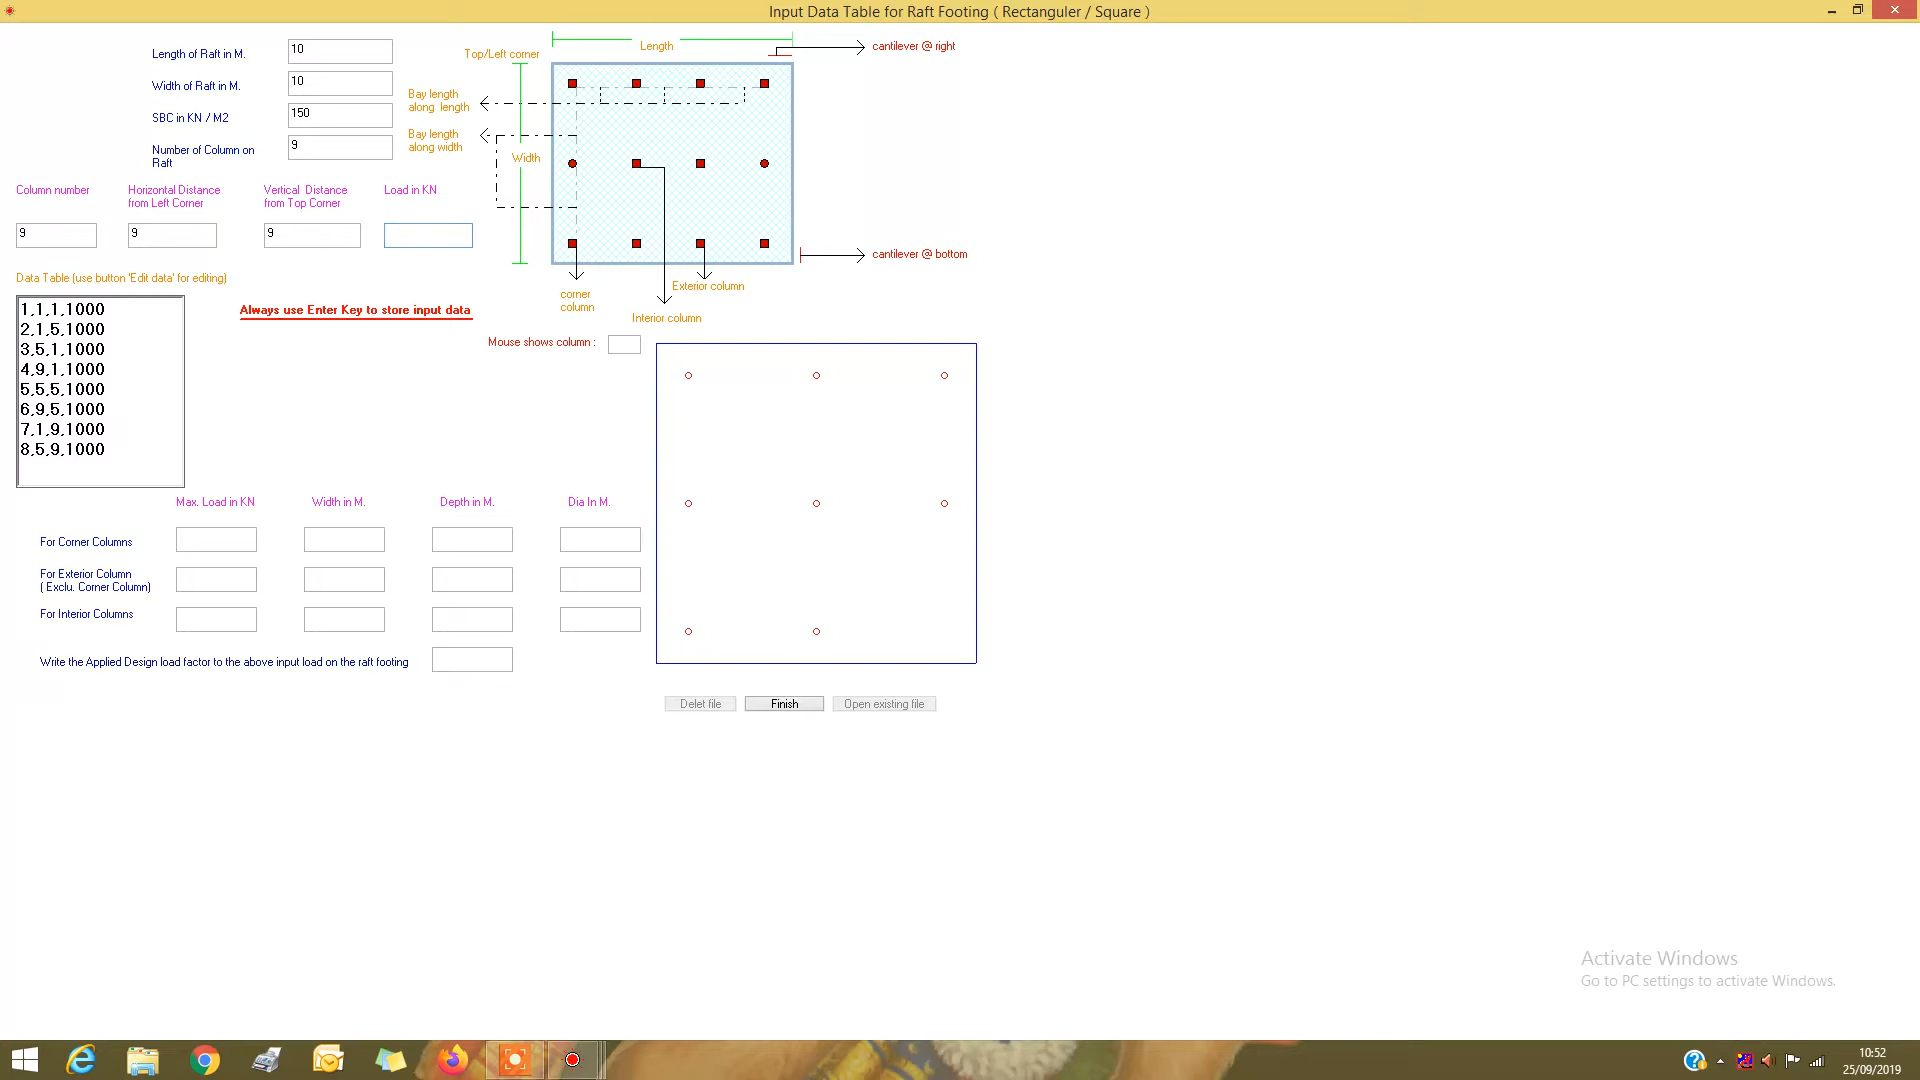 Input Data Table for Raft Footing ( Rectanguler / Square )
Length of Raft in M.
10
Width of Raft in M.
10
SBC in KN / M2
150
Number of Column on
Raft
9
Top/Left corner
Length
cantilever @ right
Bay length
along length
Bay length
along width
Width
cantilever @ bottom
corner
column
Exterior column
Interior column
Column number
Horizontal Distance
from Left Corner
Vertical Distance
from Top Corner
Load in KN
9
9
9
Data Table (use button 'Edit data' for editing)
1,1,1,1000
2,1,5,1000
3,5,1,1000
4,9,1,1000
5,5,5,1000
6,9,5,1000
7,1,9,1000
8,5,9,1000
Always use Enter Key to store input data
Mouse shows column :
Max. Load in KN
Width in M.
Depth in M.
Dia In M.
For Corner Columns
For Exterior Column
( Exclu. Corner Column)
For Interior Columns
Write the Applied Design load factor to the above input load on the raft footing
Delet file
Finish
Open existing file
Activate Windows
Go to PC settings to activate Windows.
10:52
25/09/2019